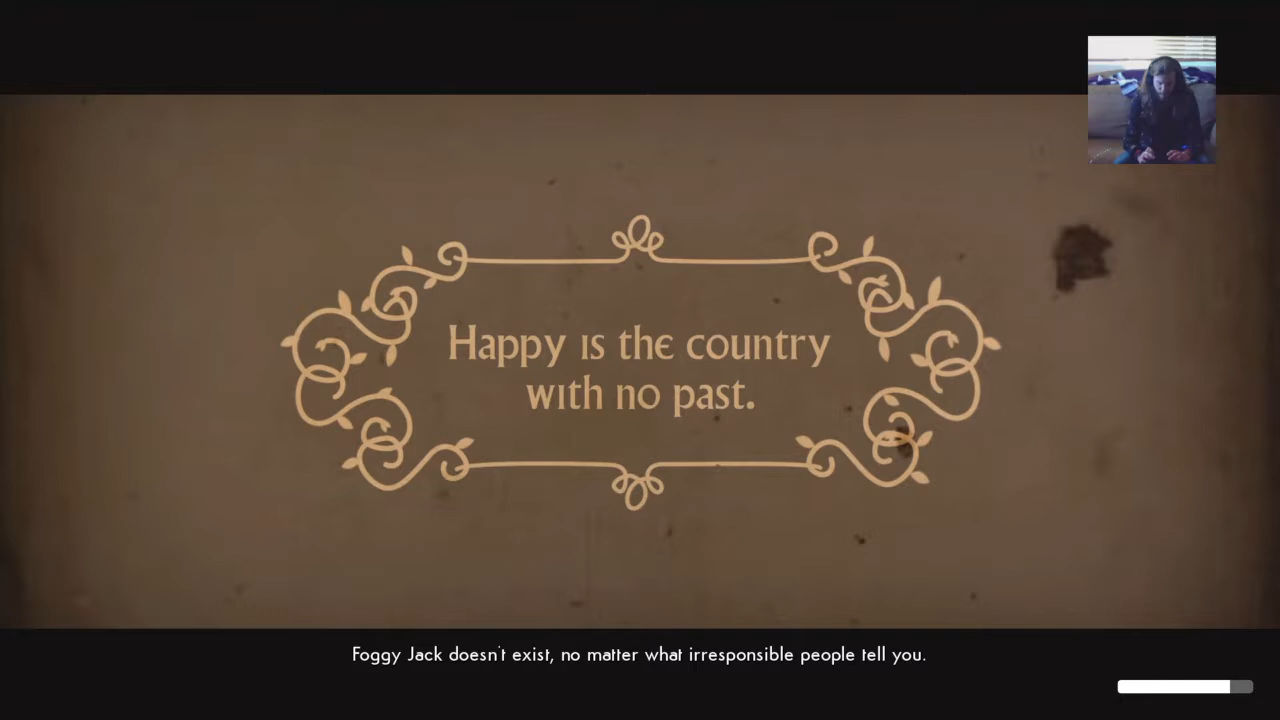 Happy is the country
with no past.
Foggy Jack doesn't exist, no matter what irresponsible people tell you.